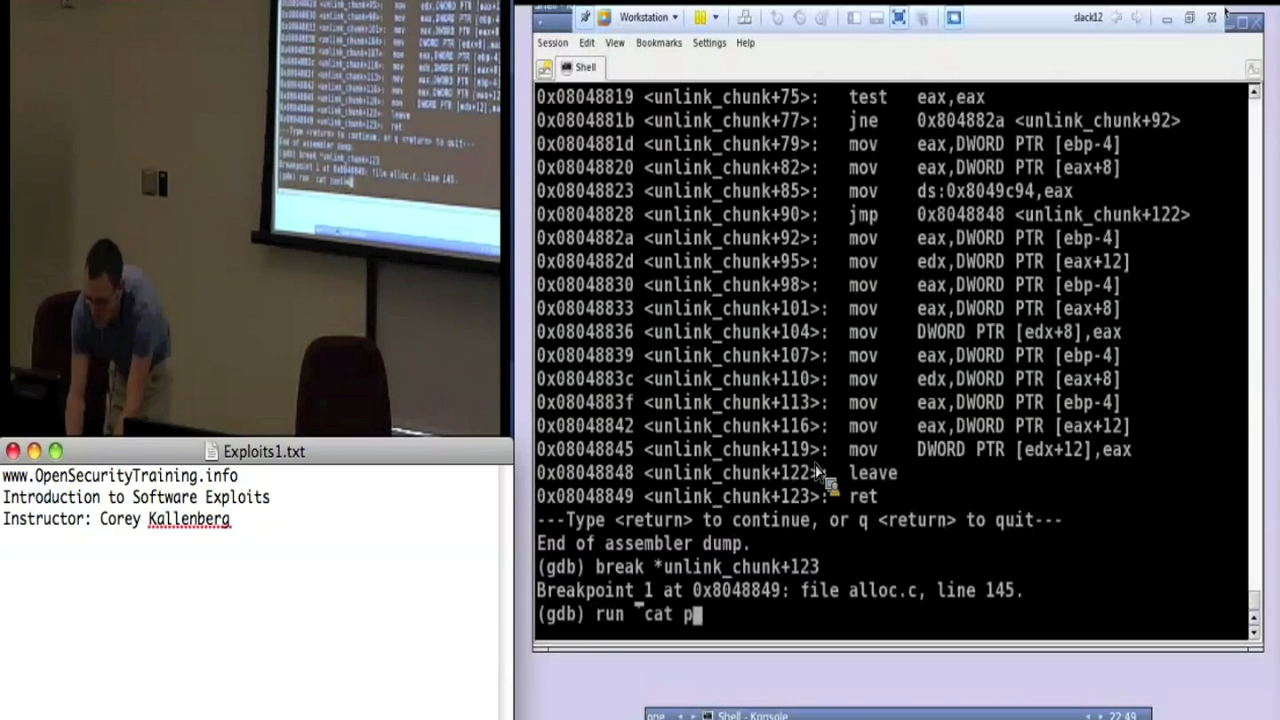 Workstation
slack12
Session Edit View Bookmarks Settings Help
Shell
0x08048819 <unlink_chunk+75>: test eax,eax
0x0804881b <unlink_chunk+77>: jne 0x804882a <unlink_chunk+92>
0x0804881d <unlink_chunk+79>: mov eax,DWORD PTR [ebp-4]
0x08048820 <unlink_chunk+82>: mov eax,DWORD PTR [eax+8]
0x08048823 <unlink_chunk+85>: mov ds:0x8049c94,eax
0x08048828 <unlink_chunk+90>: jmp 0x8048848 <unlink_chunk+122>
0x0804882a <unlink_chunk+92>: mov eax,DWORD PTR [ebp-4]
0x0804882d <unlink_chunk+95>: mov edx,DWORD PTR [eax+12]
0x08048830 <unlink_chunk+98>: mov eax,DWORD PTR [ebp-4]
0x08048833 <unlink_chunk+101>: mov eax,DWORD PTR [eax+8]
0x08048836 <unlink_chunk+104>: mov DWORD PTR [edx+8],eax
0x08048839 <unlink_chunk+107>: mov eax,DWORD PTR [ebp-4]
0x0804883c <unlink_chunk+110>: mov edx,DWORD PTR [eax+8]
0x0804883f <unlink_chunk+113>: mov eax,DWORD PTR [ebp-4]
0x08048842 <unlink_chunk+116>: mov eax,DWORD PTR [eax+12]
0x08048845 <unlink_chunk+119>: mov DWORD PTR [edx+12],eax
0x08048848 <unlink_chunk+122>: leave
0x08048849 <unlink_chunk+123>: ret
---Type <return> to continue, or q <return> to quit---
End of assembler dump.
(gdb) break *unlink_chunk+123
Breakpoint 1 at 0x8048849: file alloc.c, line 145.
(gdb) run `cat p
Shell - Konsole
22:49
Exploits1.txt
www.OpenSecurityTraining.info
Introduction to Software Exploits
Instructor: Corey Kallenberg